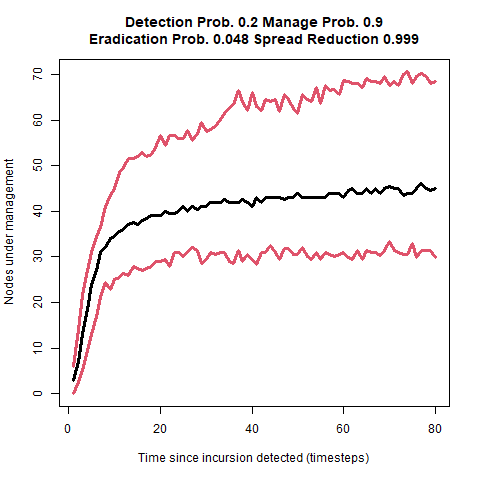 Detection Prob. 0.2 Manage Prob. 0.9
Eradication Prob. 0.048 Spread Reduction 0.999
Nodes under management
70
60
50
40
30
20
10
0
0 20 40 60 80
Time since incursion detected (timesteps)